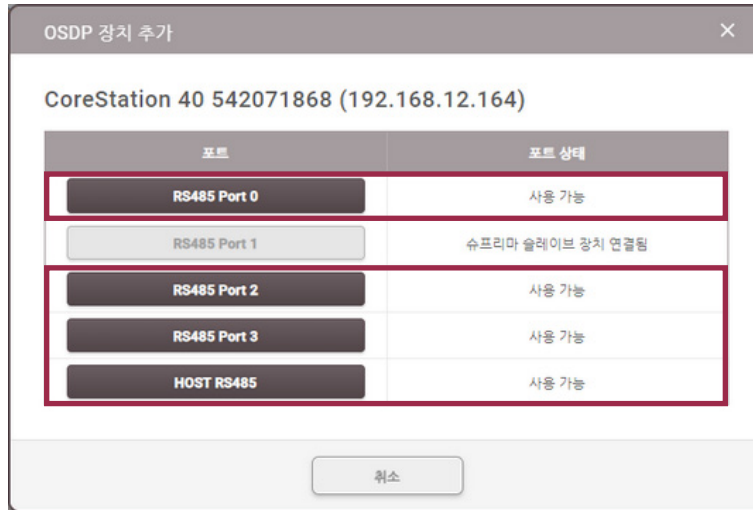 OSDP 장치 추가
CoreStation 40 542071868 (192.168.12.164)
포트 포트 상태
RS485 Port 0 사용 가능
RS485 Port 1 슈프리마 슬레이브 장치 연결됨
RS485 Port 2 사용 가능
RS485 Port 3 사용 가능
HOST RS485 사용 가능
취소